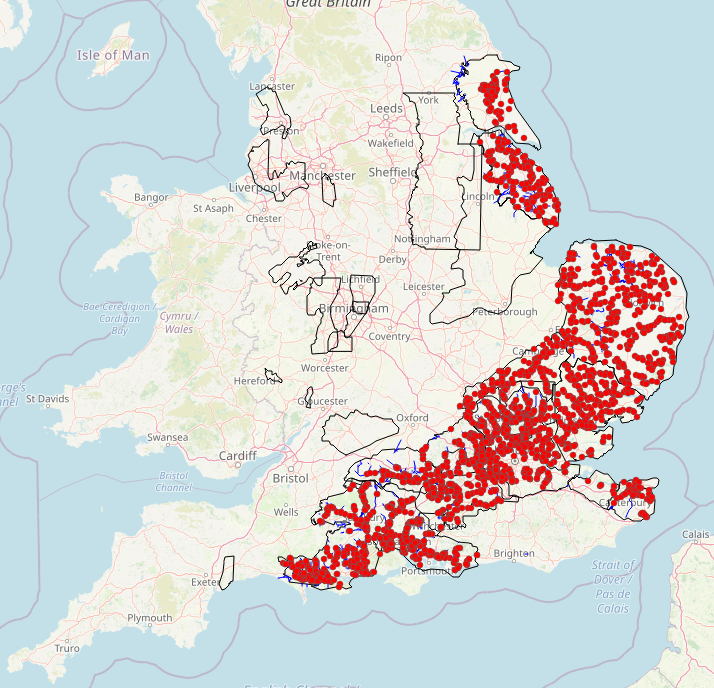 Great Britain
Isle of Man
Ripon
Lancaster
York
Leeds
Preston
Wakefield
Manchester
Sheffield
Liverpool
Bangor
St Asaph
Chester
Lincoln
Nottingham
Derby
Lichfield
Trent
Leicester
Bae Ceredigion /
Cardigan
Bay
Cymru /
Wales
Birmingham
Peterborough
Coventry
Worcester
Hereford
St Davids
Gloucester
Oxford
Swansea
Cardiff
Bristol
Bristol
Channel
Wells
Canterbury
Brighton
Calais
Portsmouth
Strait of
Dover /
Pas de
Calais
Exeter
Plymouth
Truro